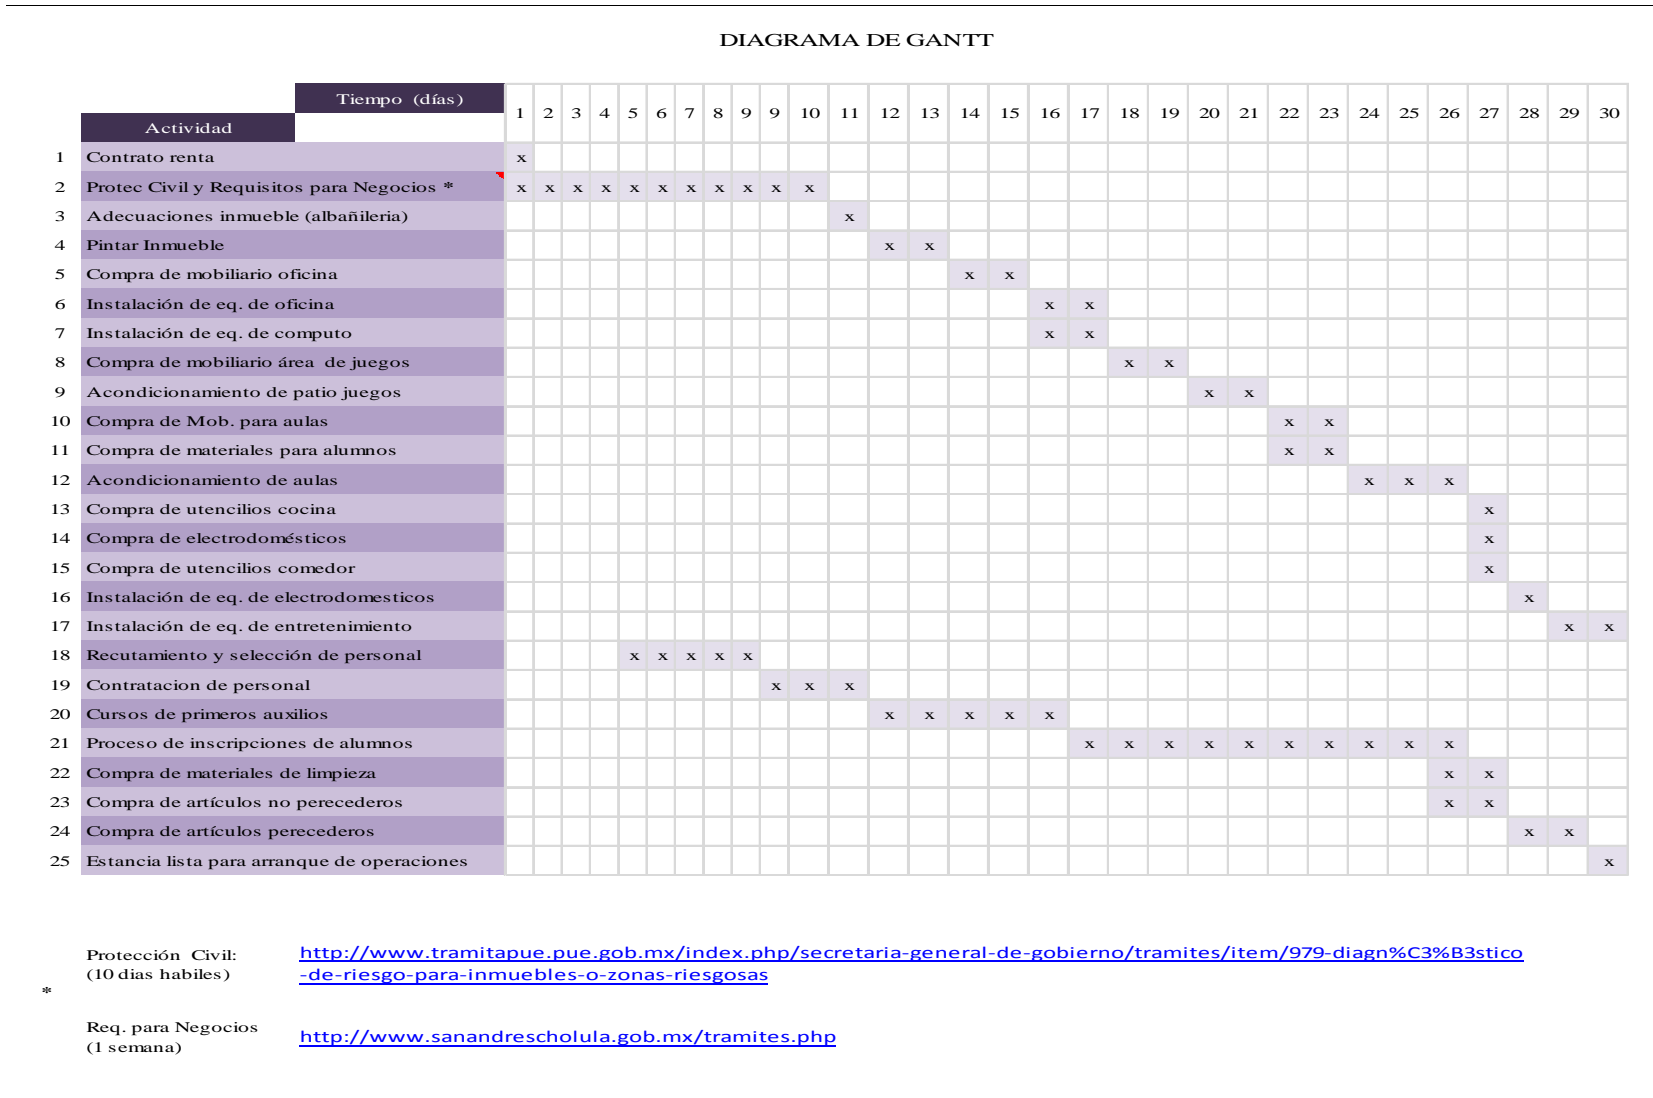 DIAGRAMA DE GANTT
Tiempo (días)
Actividad
1 2 3 4 5 6 7 8 9 9 10 11 12 13 14 15 16 17 18 19 20 21 22 23 24 25 26 27 28 29 30
1 Contrato renta x
2 Protec Civil y Requisitos para Negocios * x x x x x x x x x x x
3 Adecuaciones inmueble (albañileria) x
4 Pintar Inmueble x x
5 Compra de mobiliario oficina x x
6 Instalación de eq. de oficina x x
7 Instalación de eq. de computo x x
8 Compra de mobiliario área de juegos x x
9 Acondicionamiento de patio juegos x x
10 Compra de Mob. para aulas x x
11 Compra de materiales para alumnos x x
12 Acondicionamiento de aulas x x x
13 Compra de utencilios cocina x
14 Compra de electrodomésticos x
15 Compra de utencilios comedor x
16 Instalación de eq. de electrodomesticos x
17 Instalación de eq. de entretenimiento x x
18 Recutamiento y selección de personal x x x x x
19 Contratacion de personal x x x
20 Cursos de primeros auxilios x x x x x
21 Proceso de inscripciones de alumnos x x x x x x x x x x
22 Compra de materiales de limpieza x x
23 Compra de artículos no perecederos x x
24 Compra de artículos perecederos x x
25 Estancia lista para arranque de operaciones x
Protección Civil: http://www.tramitapue.pue.gob.mx/index.php/secretaria-general-de-gobierno/tramites/item/979-diagn%C3%B3stico
(10 dias habiles) -de-riesgo-para-inmuebles-o-zonas-riesgosas
*
Req. para Negocios
(1 semana) http://www.sanandrescholula.gob.mx/tramites.php